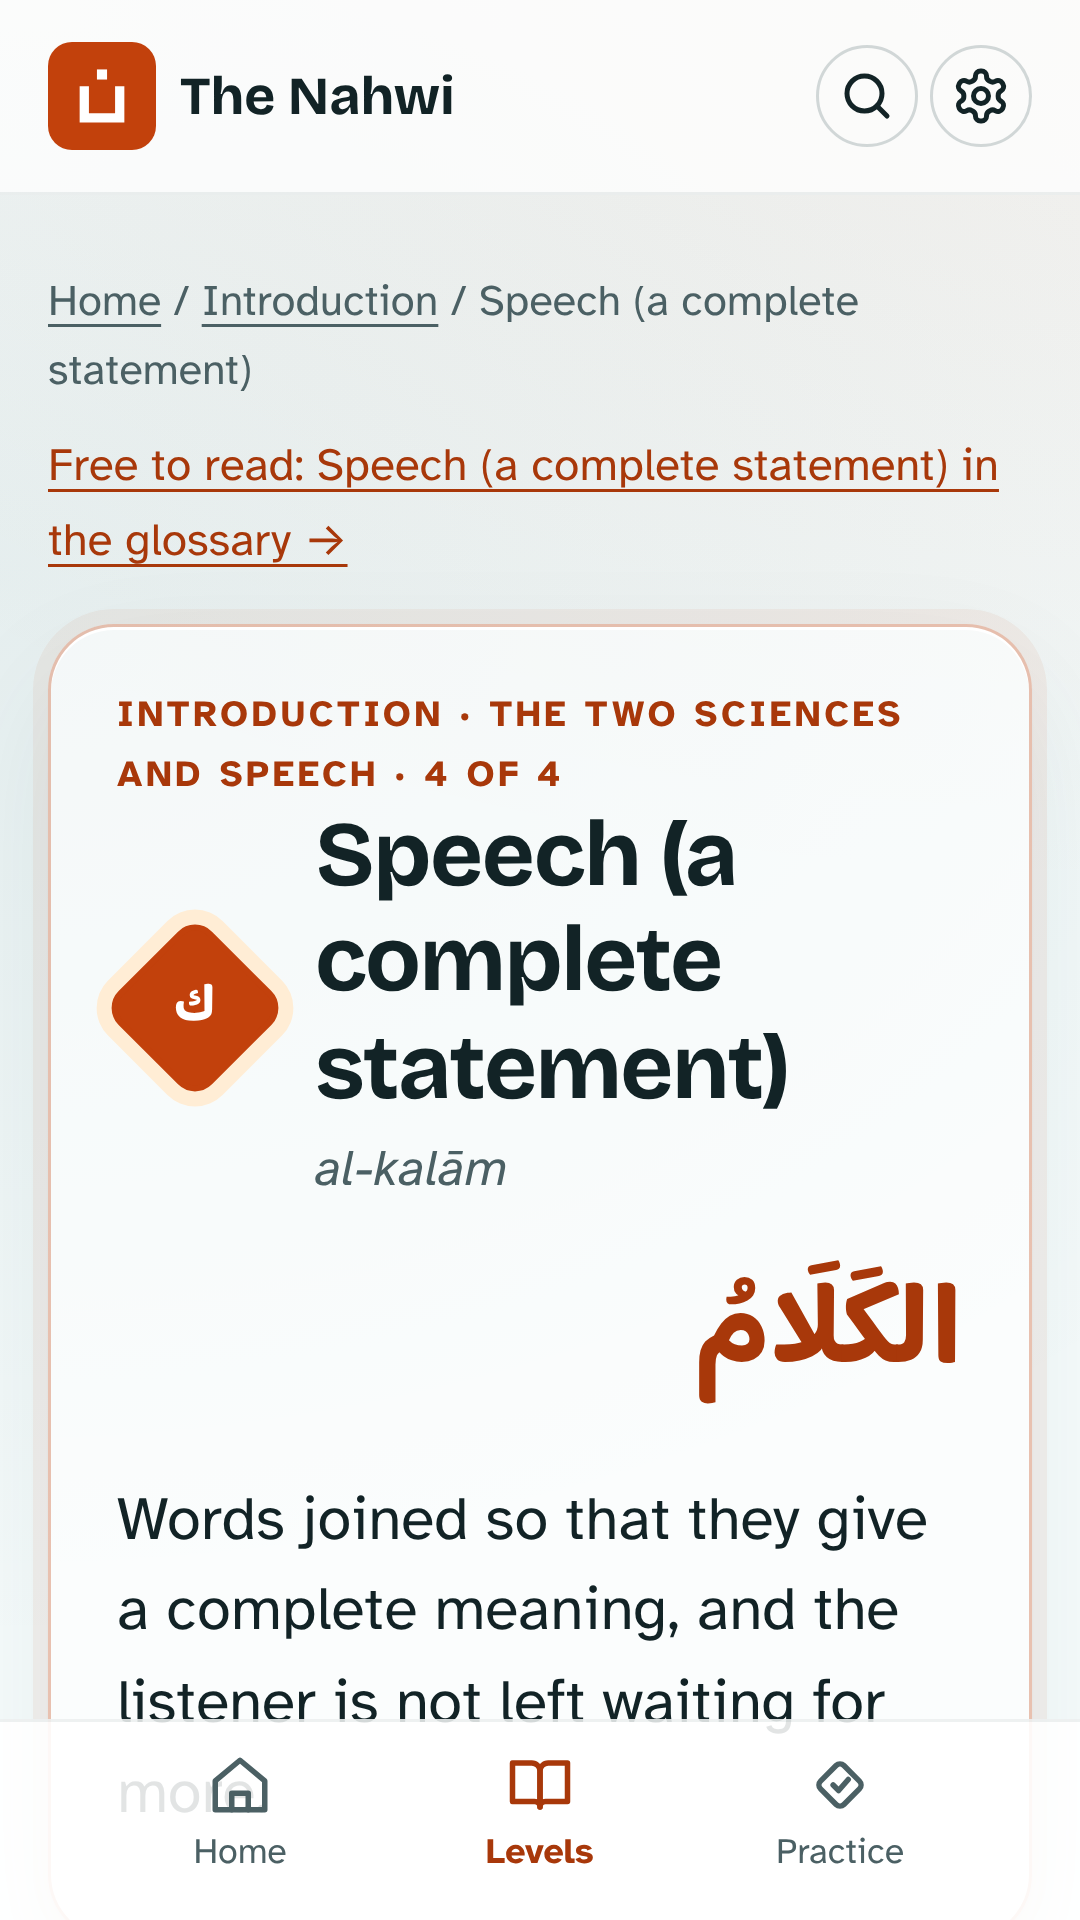 ن The Nahwi
Home / Introduction / Speech (a complete
statement)
Free to read: Speech (a complete statement) in
the glossary →
INTRODUCTION · THE TWO SCIENCES
AND SPEECH · 4 OF 4
ك
Speech (a
complete
statement)
al-kalām
الكَلَامُ
Words joined so that they give
a complete meaning, and the
listener is not left waiting for
more
Home Levels Practice